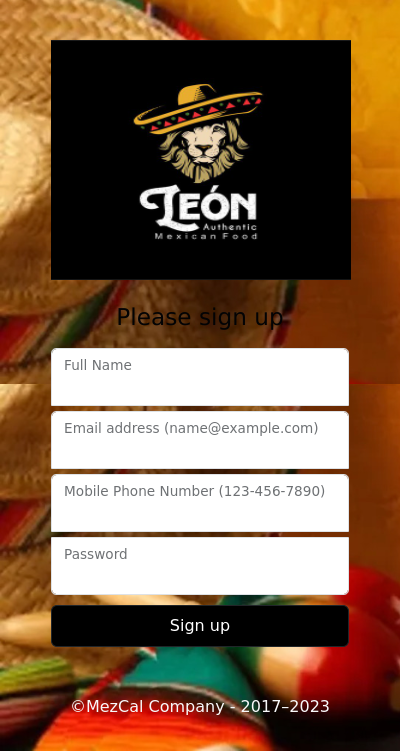 LEÓN
Authentic
Mexican Food
Please sign up
Full Name
Email address (name@example.com)
Mobile Phone Number (123-456-7890)
Password
Sign up
©MezCal Company - 2017–2023